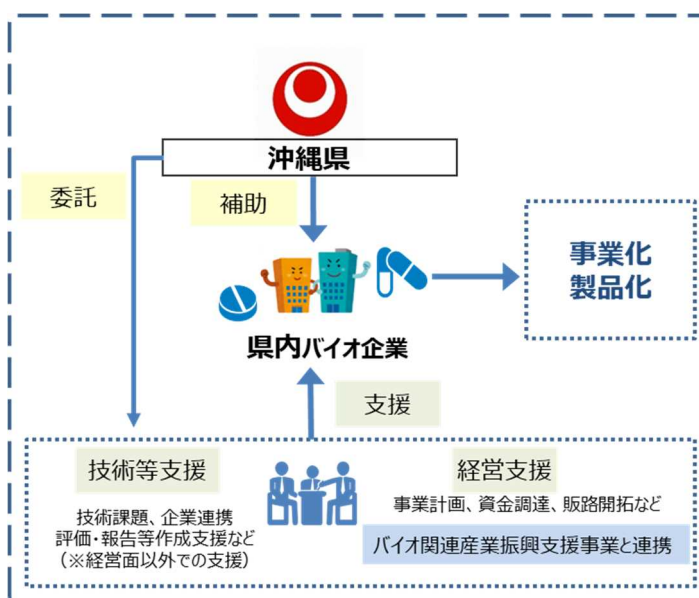 沖縄県
委託
補助
事業化
製品化
県内バイオ企業
支援
技術等支援
技術課題、企業連携
評価・報告等作成支援など
（※経営面以外での支援）
経営支援
事業計画、資金調達、販路開拓など
バイオ関連産業振興支援事業と連携